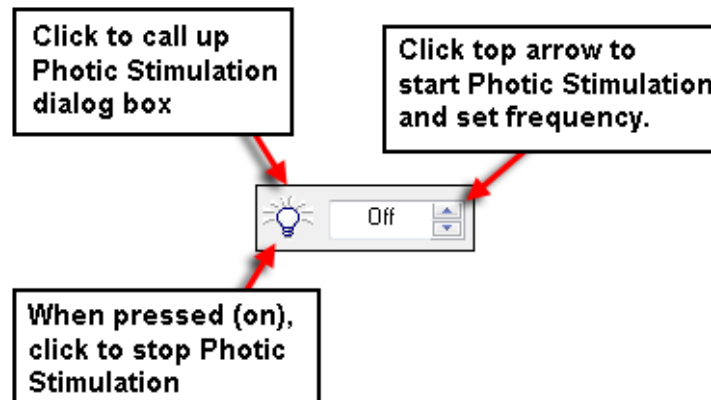 Click to call up
Photic Stimulation
dialog box
Click top arrow to
start Photic Stimulation
and set frequency.
Off
When pressed (on),
click to stop Photic
Stimulation